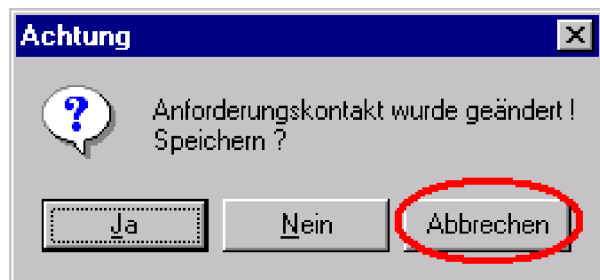 Achtung
Anforderungskontakt wurde geändert !
Speichern ?
Ja
Nein
Abbrechen